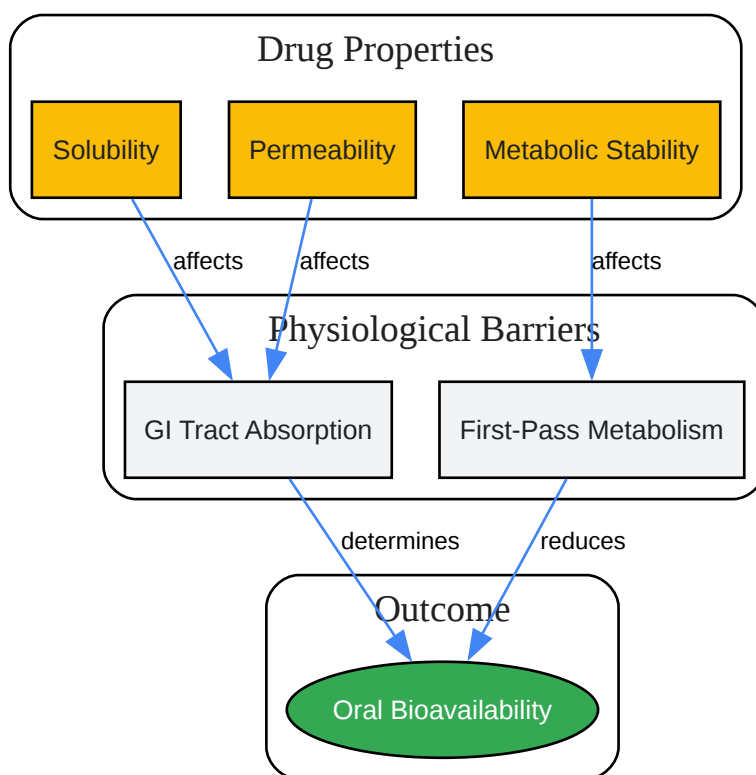 Drug Properties
Solubility
Permeability
Metabolic Stability
affects
affects
affects
Physiological Barriers
GI Tract Absorption
First-Pass Metabolism
determines
reduces
Outcome
Oral Bioavailability